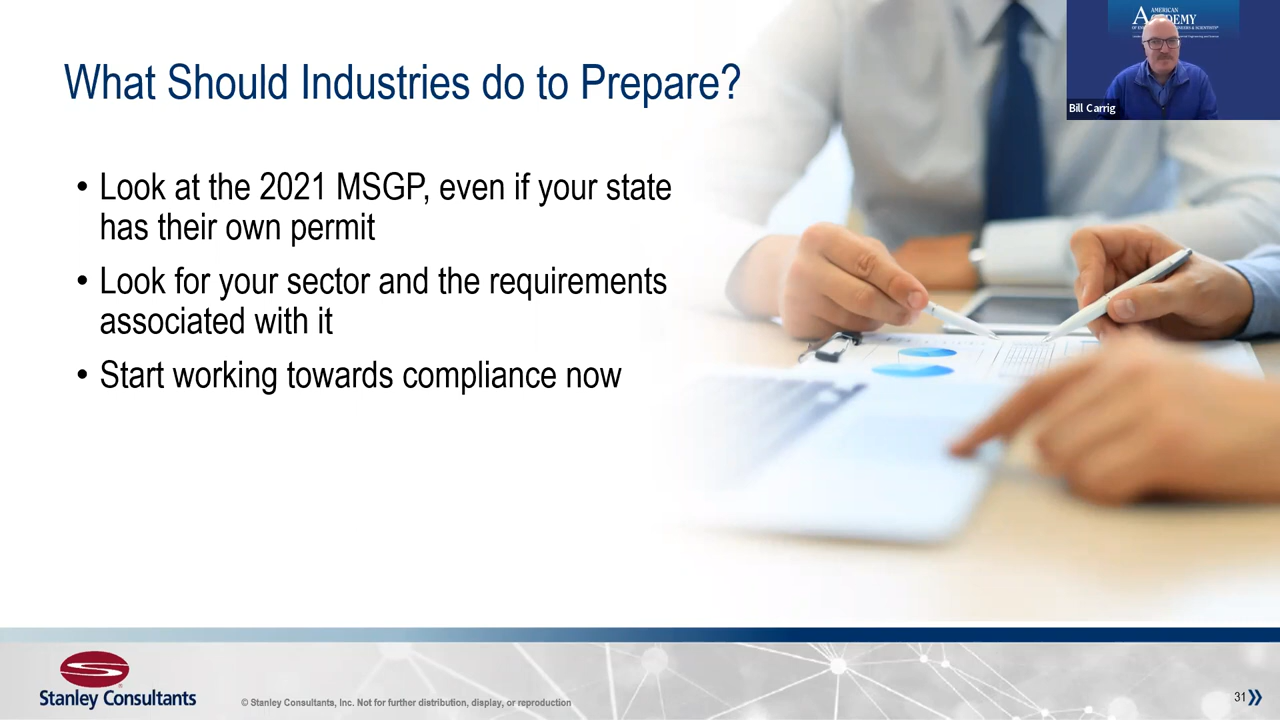 What Should Industries do to Prepare?
• Look at the 2021 MSGP, even if your state
has their own permit
• Look for your sector and the requirements
associated with it
• Start working towards compliance now
AMERICAN
Bill Carrig
Stanley Consultants
© Stanley Consultants, Inc. Not for further distribution, display, or reproduction
31